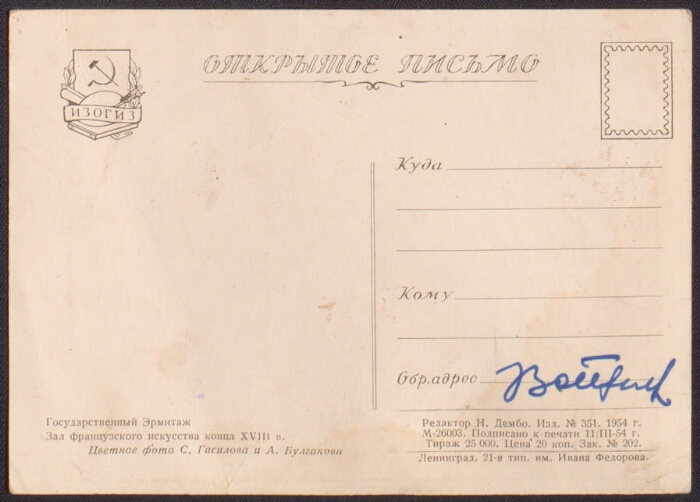 ОТКРЫТОЕ ПИСЬМО
ИЗОГИЗ
Куда
Кому
Обр.адрес
Государственный Эрмитаж
Зал французского искусства конца XVIII в.
Цветное фото С. Гасилова и А. Булгакова
Редактор Н. Дембо. Изд. № 351. 1954 г.
М-26003. Подписано к печати 11/III-54 г.
Тираж 25 000. Цена 20 коп. Зак. № 202.
Ленинград. 21-я тип. им. Ивана Федорова.